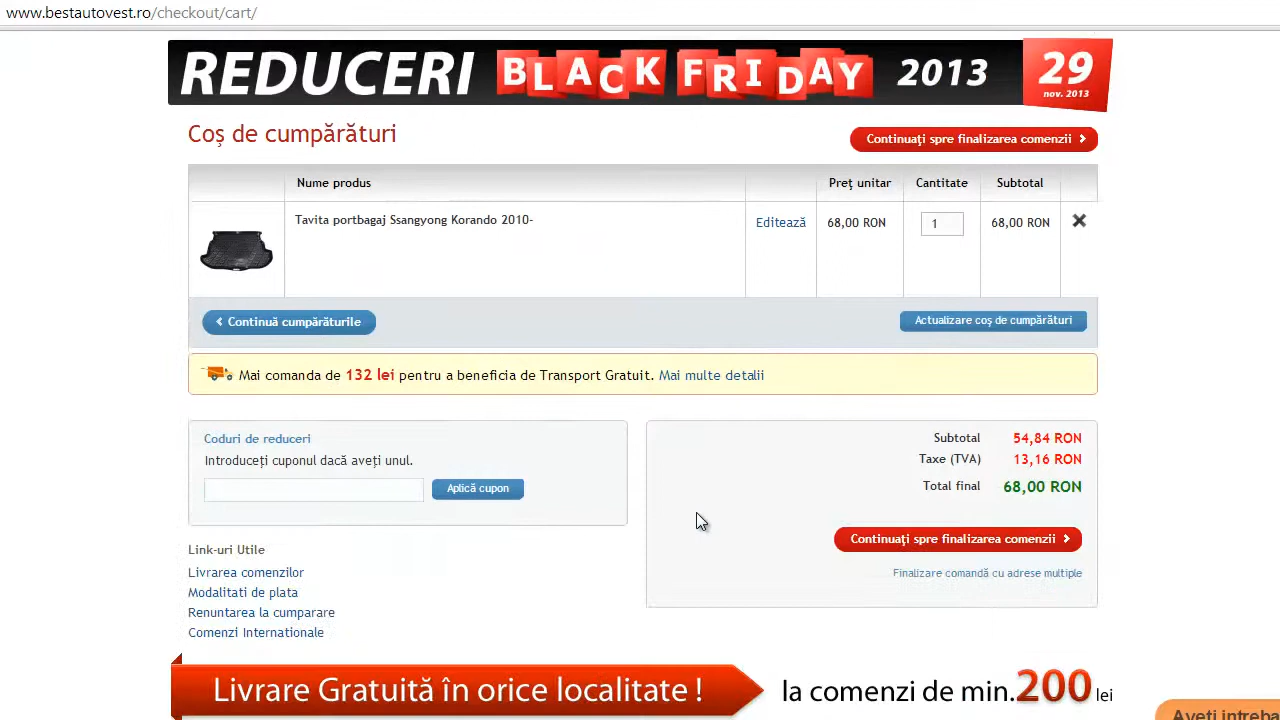 www.bestautovest.ro/checkout/cart/
REDUCERI BLACK FRIDAY 2013 29
nov. 2013
Coş de cumpărături
Continuaţi spre finalizarea comenzii
Nume produs Preţ unitar Cantitate Subtotal
Tavita portbagaj Ssangyong Korando 2010- Editează 68,00 RON 1 68,00 RON
Continuă cumpărăturile Actualizare coş de cumpărături
Mai comanda de 132 lei pentru a beneficia de Transport Gratuit. Mai multe detalii
Coduri de reduceri
Introduceţi cuponul dacă aveţi unul.
Aplică cupon
Subtotal 54,84 RON
Taxe (TVA) 13,16 RON
Total final 68,00 RON
Continuaţi spre finalizarea comenzii
Finalizare comandă cu adrese multiple
Link-uri Utile
Livrarea comenzilor
Modalitati de plata
Renuntarea la cumparare
Comenzi Internationale
Livrare Gratuită în orice localitate ! la comenzi de min.200 lei
Aveti intreba